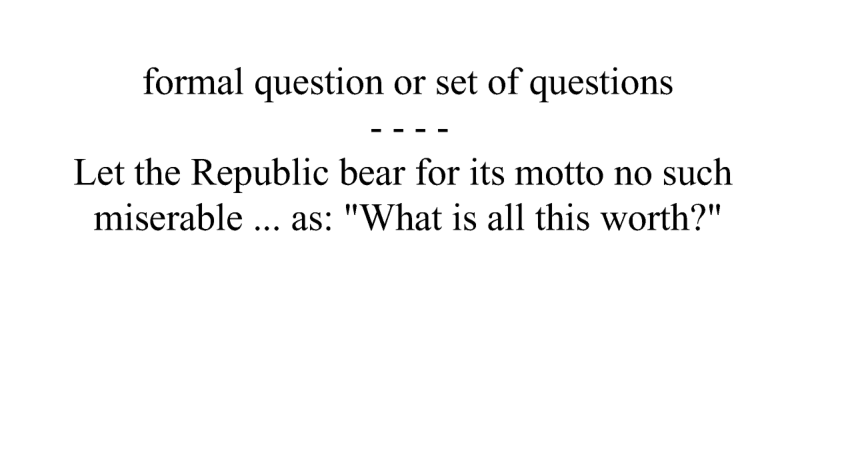 formal question or set of questions
- - - -
Let the Republic bear for its motto no such
miserable ... as: "What is all this worth?"